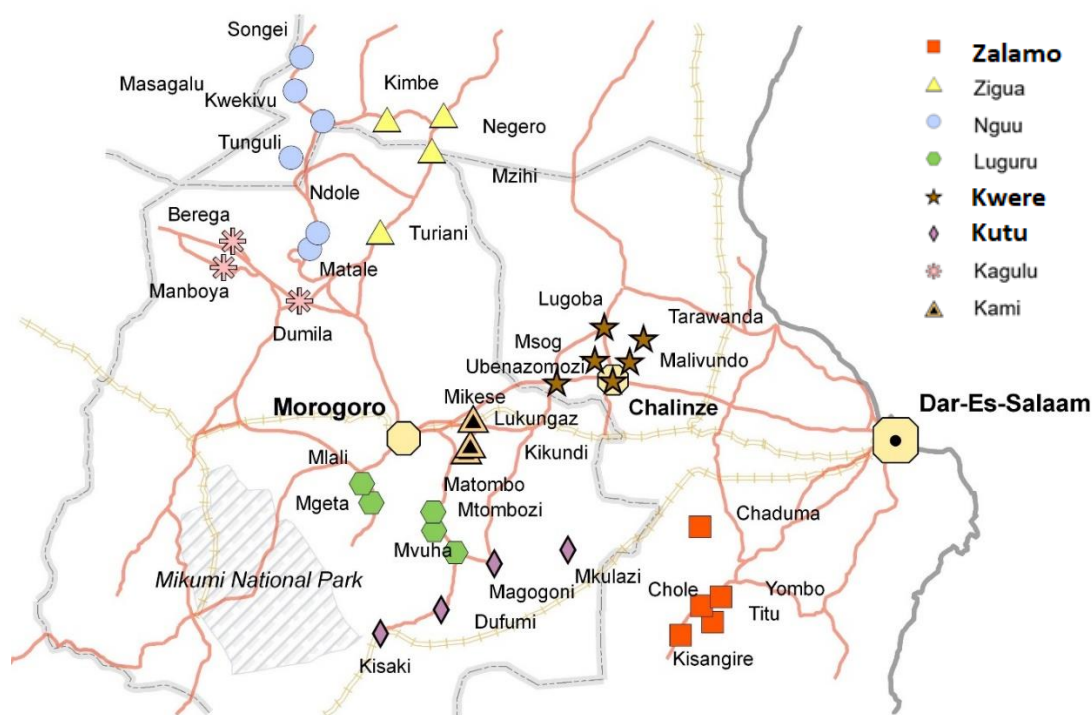 Songei
Masagalu
Kimbe
Kwekivu
Negero
Tunguli
Mzihi
Ndole
Berega
Turiani
Matale
Manboya
Dumila
Lugoba
Tarawanda
Msog
Ubenazomozi
Malivundo
Mikese
Morogoro
Lukungaz
Chalinze
Dar-Es-Salaam
Kikundi
Mlali
Matombo
Mgeta
Mtombozi
Chaduma
Mvuha
Mikumi National Park
Magogoni
Mkulazi
Chole
Yombo
Dufumi
Titu
Kisaki
Kisangire
Zalamo
Zigua
Nguu
Luguru
Kwere
Kutu
Kagulu
Kami